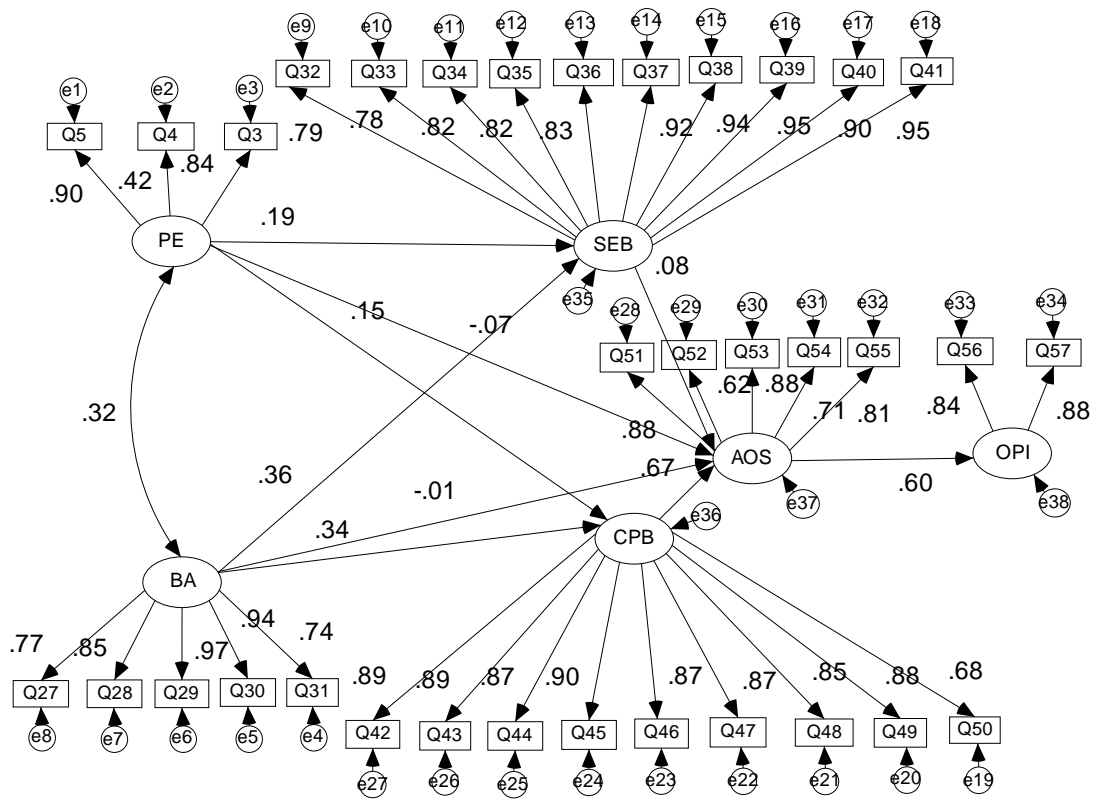 e9 e10 e11 e12 e13 e14 e15 e16 e17 e18
Q32 Q33 Q34 Q35 Q36 Q37 Q38 Q39 Q40 Q41
e1 e2 e3
Q5 Q4 Q3
.79 .78 .82 .82 .83 .92 .94 .95 .90 .95
.90 .42 .84
PE .19 SEB .08
e35
e28 e29 e30 e31 e32 e33 e34
.15 -.07
Q51 Q52 Q53 Q54 Q55 Q56 Q57
.62 .88 .71 .81 .84 .88
.32
.88
AOS OPI
.36 -.01 .67 .60
e37 e38
.34 e36
CPB
BA
.77 .85 .97 .94 .74
.89 .89 .87 .90 .87 .87 .85 .88 .68
Q27 Q28 Q29 Q30 Q31
e8 e7 e6 e5 e4
Q42 Q43 Q44 Q45 Q46 Q47 Q48 Q49 Q50
e27 e26 e25 e24 e23 e22 e21 e20 e19